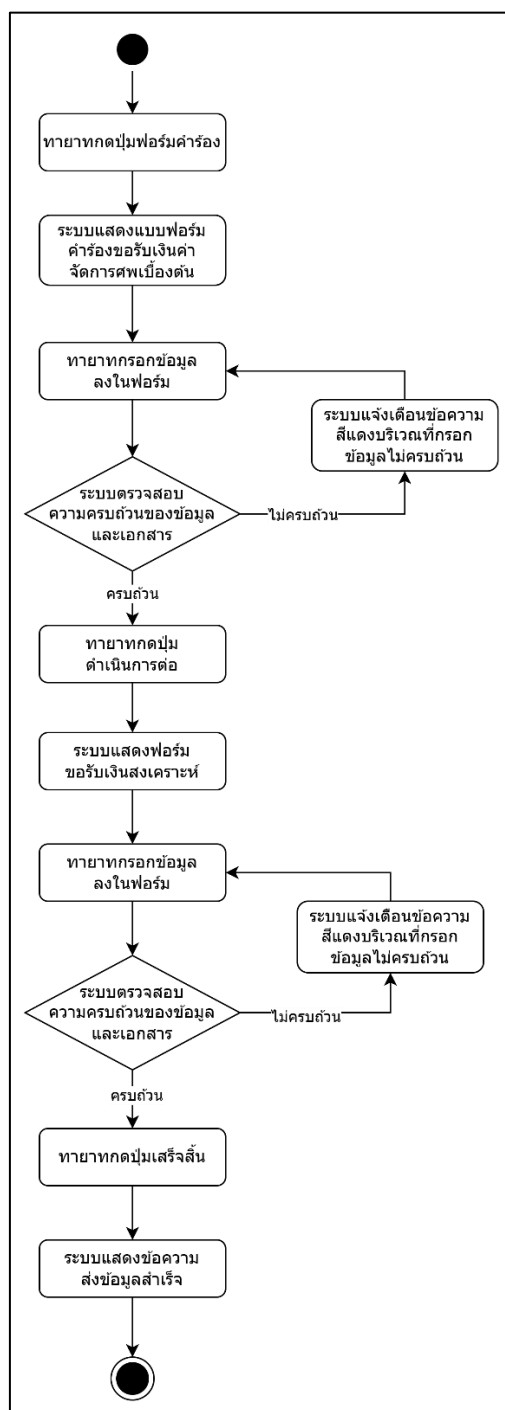 ทายาทกดปุ่มฟอร์มคำร้อง
ระบบแสดงแบบฟอร์ม
คำร้องขอรับเงินค่า
จัดการศพเบื้องต้น
ทายาทกรอกข้อมูล
ลงในฟอร์ม
ระบบแจ้งเตือนข้อความ
สีแดงบริเวณที่กรอก
ข้อมูลไม่ครบถ้วน
ระบบตรวจสอบ
ความครบถ้วนของข้อมูล
และเอกสาร
ไม่ครบถ้วน
ครบถ้วน
ทายาทกดปุ่ม
ดำเนินการต่อ
ระบบแสดงฟอร์ม
ขอรับเงินสงเคราะห์
ทายาทกรอกข้อมูล
ลงในฟอร์ม
ระบบแจ้งเตือนข้อความ
สีแดงบริเวณที่กรอก
ข้อมูลไม่ครบถ้วน
ระบบตรวจสอบ
ความครบถ้วนของข้อมูล
และเอกสาร
ไม่ครบถ้วน
ครบถ้วน
ทายาทกดปุ่มเสร็จสิ้น
ระบบแสดงข้อความ
ส่งข้อมูลสำเร็จ